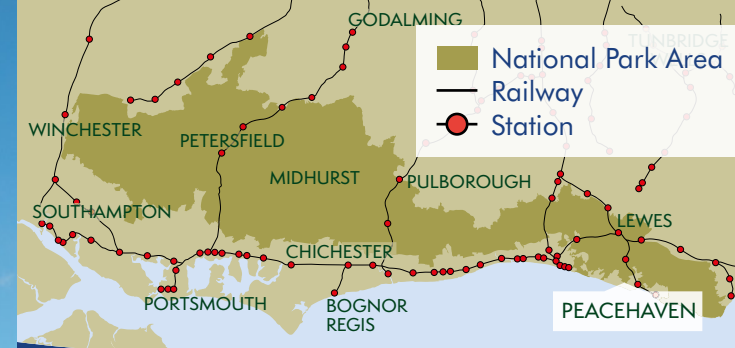 GODALMING
TUNBRIDGE
National Park Area
Railway
Station
WINCHESTER
PETERSFIELD
MIDHURST
PULBOROUGH
SOUTHAMPTON
LEWES
CHICHESTER
PORTSMOUTH
BOGNOR
REGIS
PEACEHAVEN